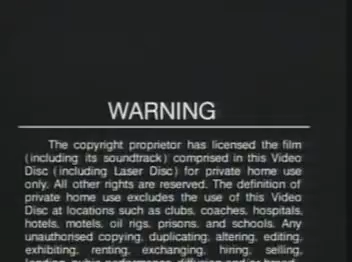 WARNING
The copyright proprietor has licensed the film
(including its soundtrack) comprised in this Video
Disc (including Laser Disc) for private home use
only. All other rights are reserved. The definition of
private home use excludes the use of this Video
Disc at locations such as clubs, coaches, hospitals,
hotels, motels, oil rigs, prisons, and schools. Any
unauthorised copying, duplicating, altering, editing,
exhibiting, renting, exchanging, hiring, selling,